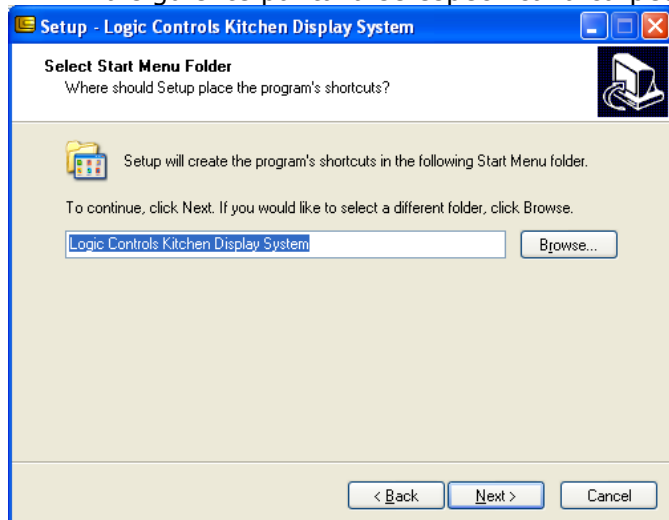 Setup - Logic Controls Kitchen Display System
Select Start Menu Folder
Where should Setup place the program's shortcuts?
Setup will create the program's shortcuts in the following Start Menu folder.
To continue, click Next. If you would like to select a different folder, click Browse.
Logic Controls Kitchen Display System
Browse...
< Back
Next >
Cancel